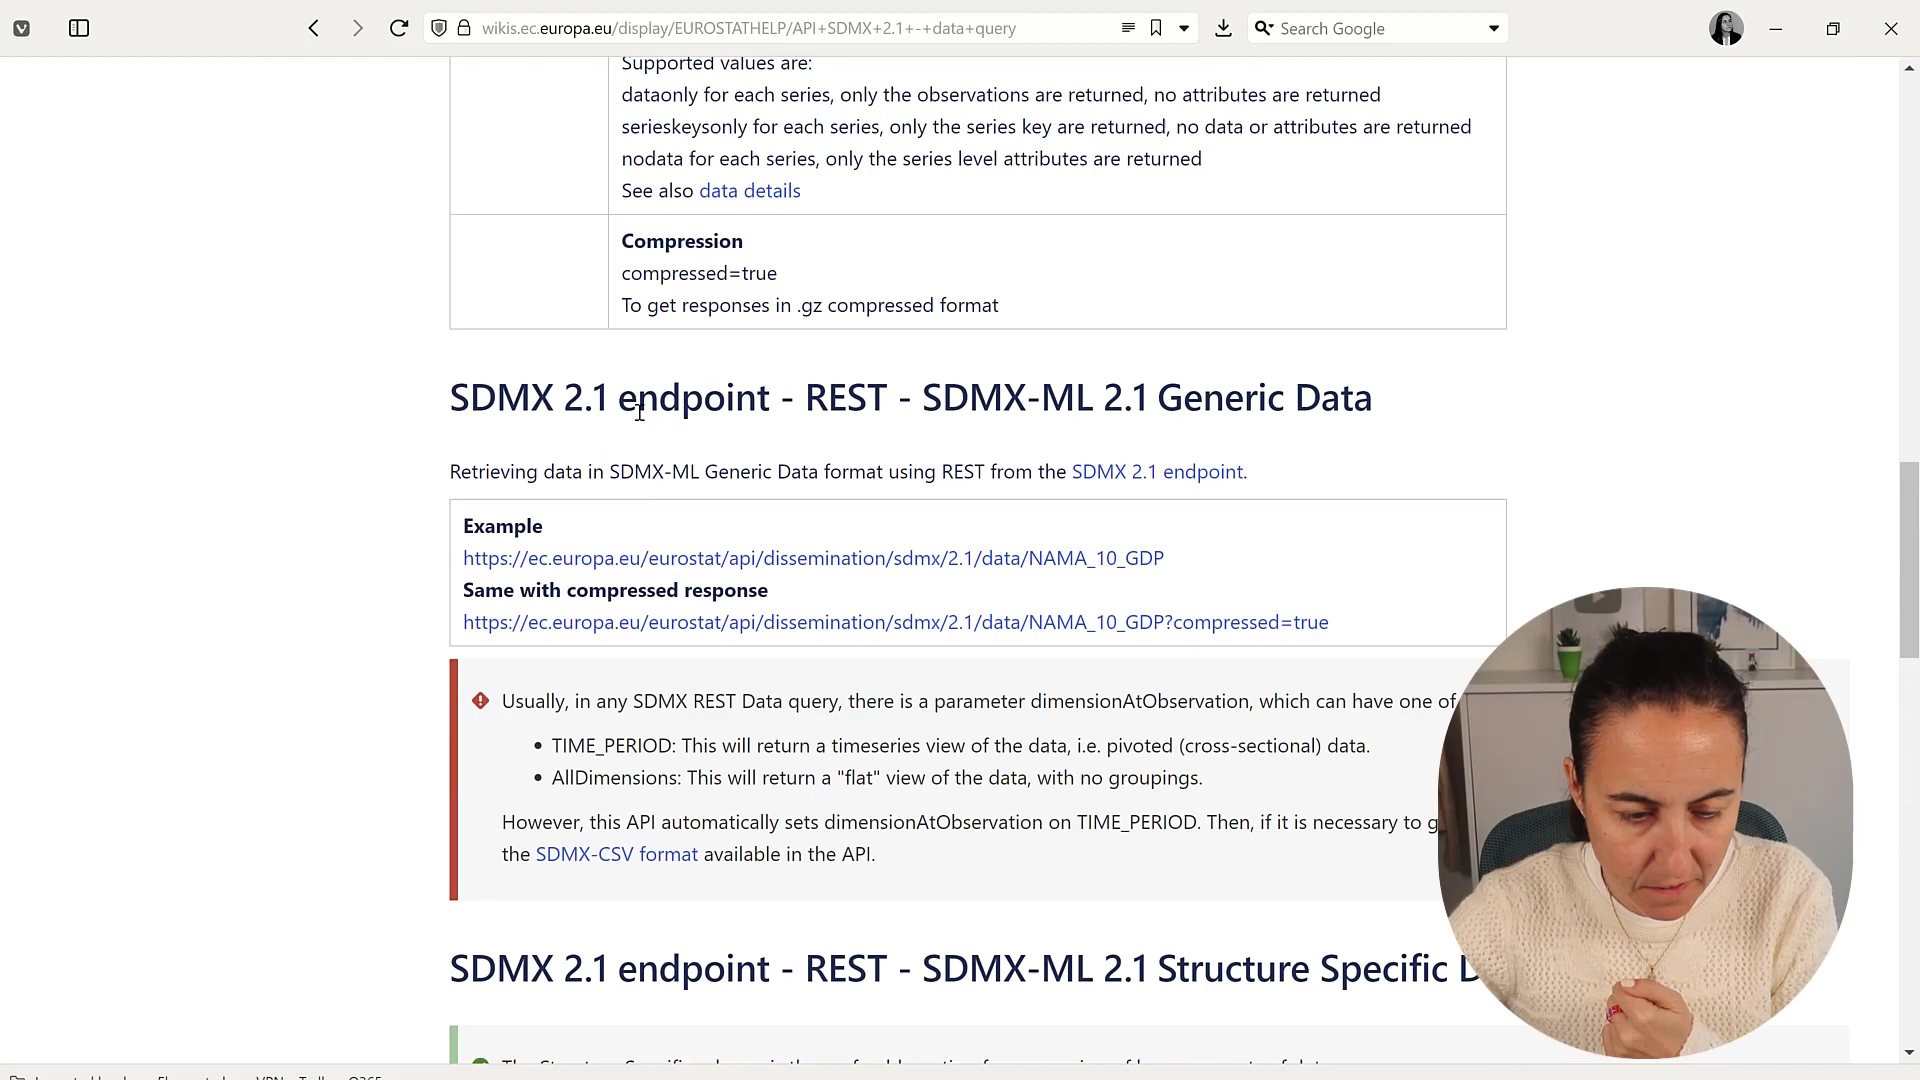 wikis.ec.europa.eu/display/EUROSTATHELP/API+SDMX+2.1+-+data+query
Search Google
Supported values are:
dataonly for each series, only the observations are returned, no attributes are returned
serieskeysonly for each series, only the series key are returned, no data or attributes are returned
nodata for each series, only the series level attributes are returned
See also data details
Compression
compressed=true
To get responses in .gz compressed format
SDMX 2.1 endpoint - REST - SDMX-ML 2.1 Generic Data
Retrieving data in SDMX-ML Generic Data format using REST from the SDMX 2.1 endpoint.
Example
https://ec.europa.eu/eurostat/api/dissemination/sdmx/2.1/data/NAMA_10_GDP
Same with compressed response
https://ec.europa.eu/eurostat/api/dissemination/sdmx/2.1/data/NAMA_10_GDP?compressed=true
Usually, in any SDMX REST Data query, there is a parameter dimensionAtObservation, which can have one of
• TIME_PERIOD: This will return a timeseries view of the data, i.e. pivoted (cross-sectional) data.
• AllDimensions: This will return a "flat" view of the data, with no groupings.
However, this API automatically sets dimensionAtObservation on TIME_PERIOD. Then, if it is necessary to
the SDMX-CSV format available in the API.
SDMX 2.1 endpoint - REST - SDMX-ML 2.1 Structure Specific